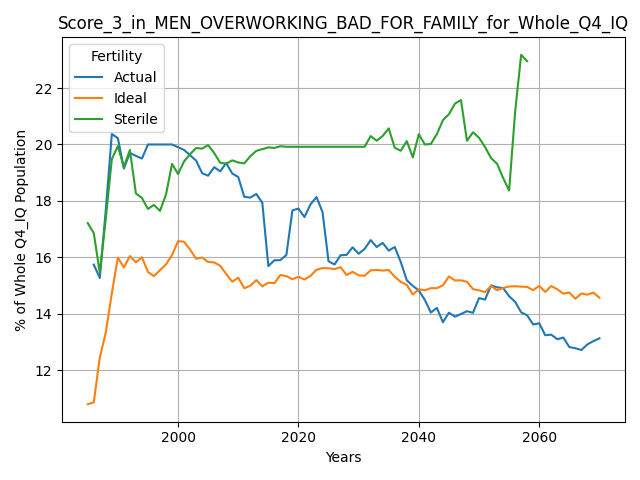 Score_3_in_MEN_OVERWORKING_BAD_FOR_FAMILY_for_Whole_Q4_IQ
Fertility
Actual
Ideal
Sterile
% of Whole Q4_IQ Population
22
20
18
16
14
12
2000
2020
2040
2060
Years